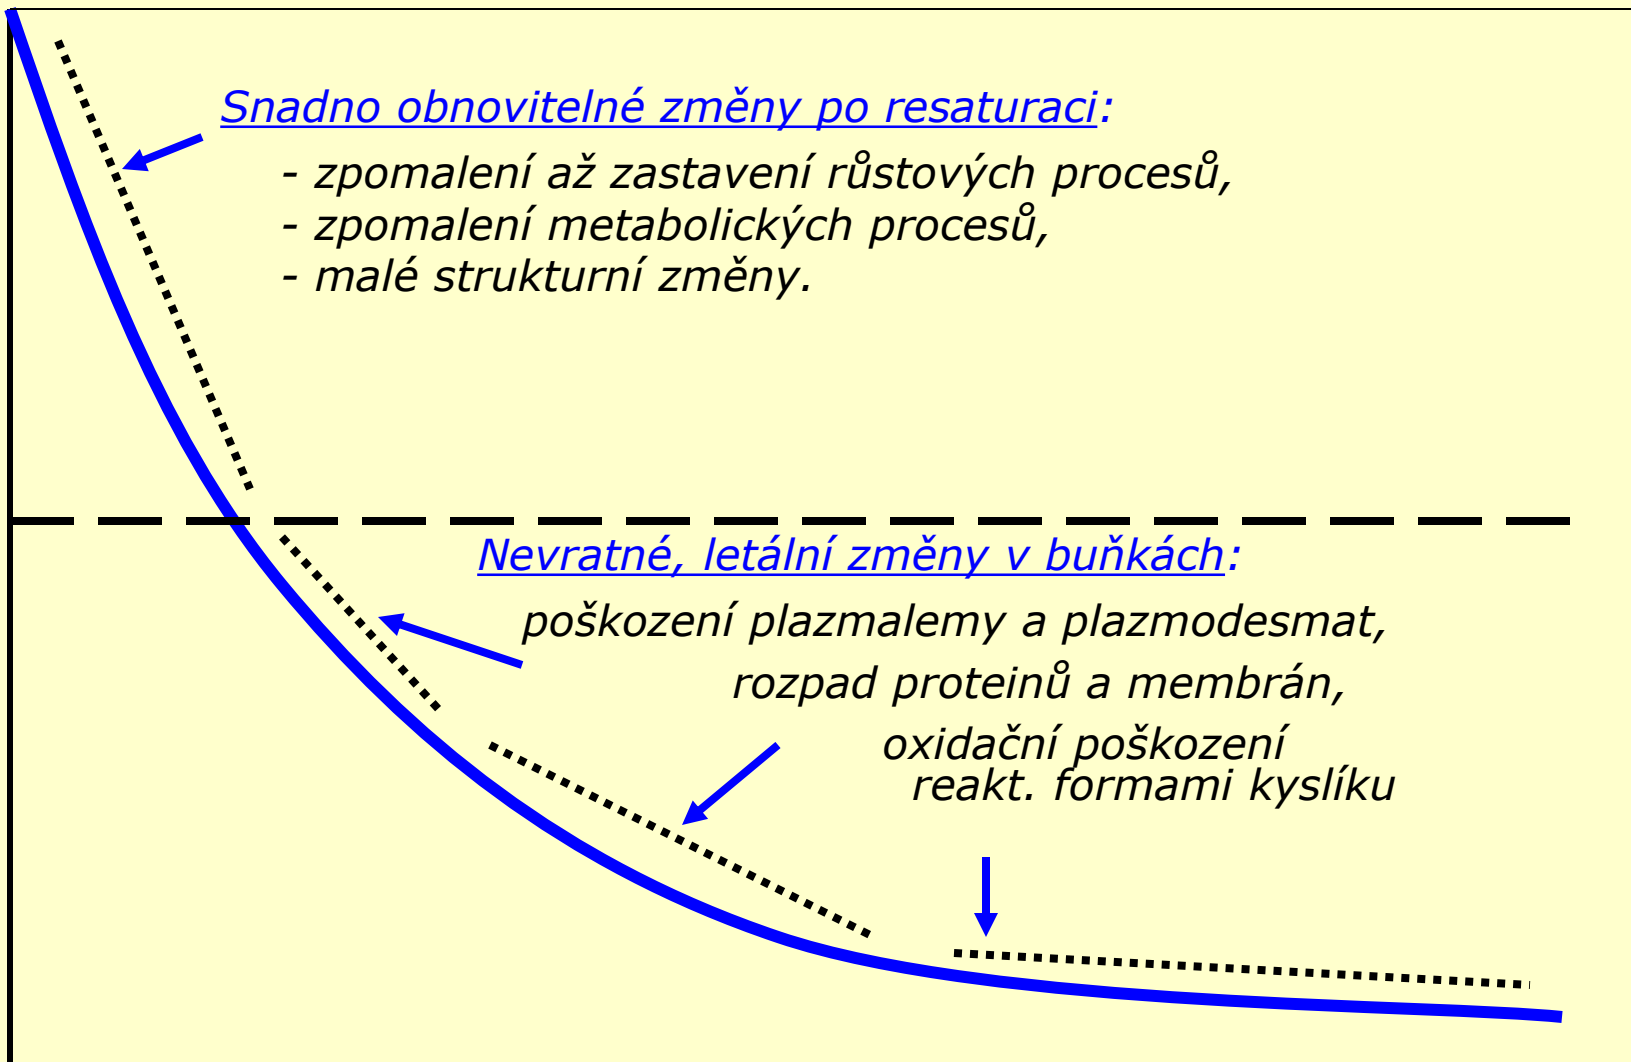 Snadno obnovitelné změny po resaturaci:
- zpomalení až zastavení růstových procesů,
- zpomalení metabolických procesů,
- malé strukturní změny.
Nevratné, letální změny v buňkách:
poškození plazmalemy a plazmodesmat,
rozpad proteinů a membrán,
oxidační poškození
reakt. formami kyslíku